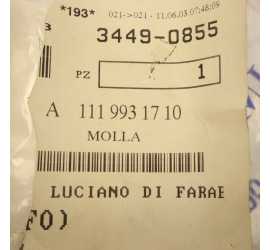 *193* 021->021 - 11.06.03 07:48:09
3449-0855
PZ 1
A 111 993 17 10
MOLLA
LUCIANO DI FARAE
FO)